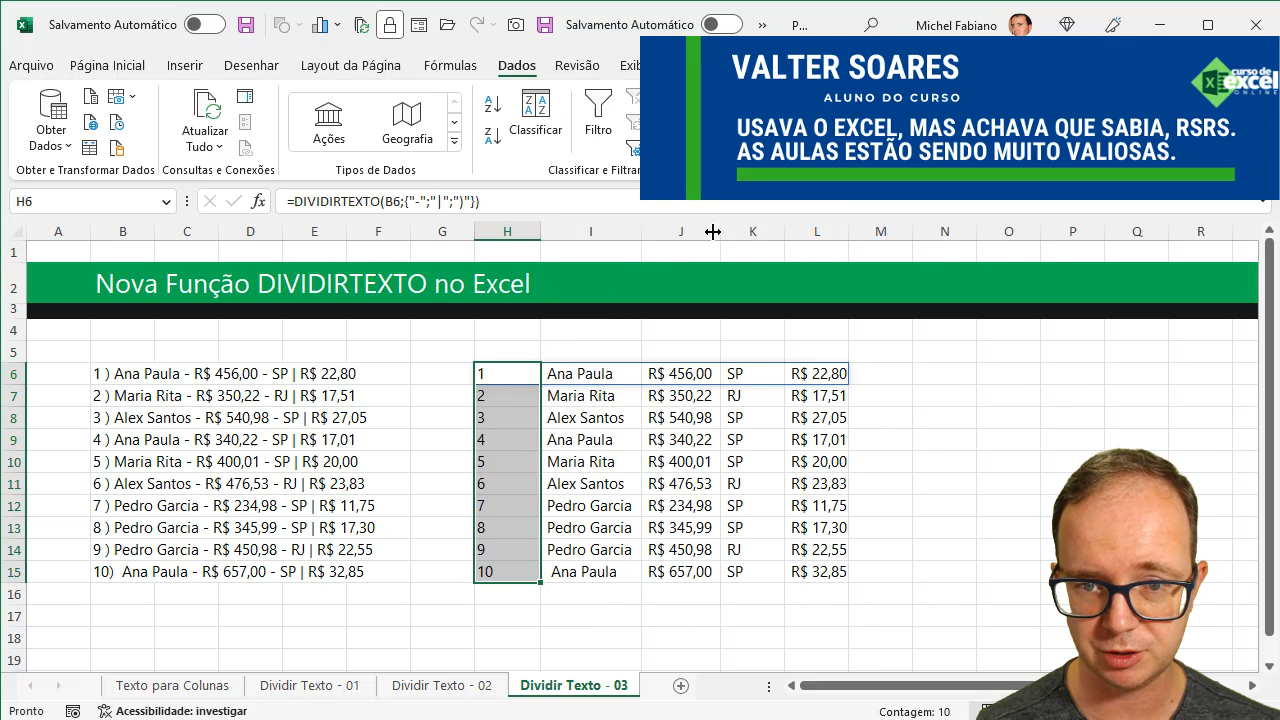 Salvamento Automático
Salvamento Automático
P...
Michel Fabiano
Arquivo
Página Inicial
Inserir
Desenhar
Layout da Página
Fórmulas
Dados
Revisão
Exib
VALTER SOARES
ALUNO DO CURSO
USAVA O EXCEL, MAS ACHAVA QUE SABIA, RSRS.
AS AULAS ESTÃO SENDO MUITO VALIOSAS.
curso de
excel
ONLINE
Obter
Dados
Atualizar
Tudo
Ações
Geografia
Classificar
Filtro
Obter e Transformar Dados
Consultas e Conexões
Tipos de Dados
Classificar e Filtrar
H6
fx
=DIVIDIRTEXTO(B6;{"-";"|";")"})
A B C D E F G H I J K L M N O P Q R
1
2 Nova Função DIVIDIRTEXTO no Excel
3
4
5
6 1 ) Ana Paula - R$ 456,00 - SP | R$ 22,80 1 Ana Paula R$ 456,00 SP R$ 22,80
7 2 ) Maria Rita - R$ 350,22 - RJ | R$ 17,51 2 Maria Rita R$ 350,22 RJ R$ 17,51
8 3 ) Alex Santos - R$ 540,98 - SP | R$ 27,05 3 Alex Santos R$ 540,98 SP R$ 27,05
9 4 ) Ana Paula - R$ 340,22 - SP | R$ 17,01 4 Ana Paula R$ 340,22 SP R$ 17,01
10 5 ) Maria Rita - R$ 400,01 - SP | R$ 20,00 5 Maria Rita R$ 400,01 SP R$ 20,00
11 6 ) Alex Santos - R$ 476,53 - RJ | R$ 23,83 6 Alex Santos R$ 476,53 RJ R$ 23,83
12 7 ) Pedro Garcia - R$ 234,98 - SP | R$ 11,75 7 Pedro Garcia R$ 234,98 SP R$ 11,75
13 8 ) Pedro Garcia - R$ 345,99 - SP | R$ 17,30 8 Pedro Garcia R$ 345,99 SP R$ 17,30
14 9 ) Pedro Garcia - R$ 450,98 - RJ | R$ 22,55 9 Pedro Garcia R$ 450,98 RJ R$ 22,55
15 10) Ana Paula - R$ 657,00 - SP | R$ 32,85 10 Ana Paula R$ 657,00 SP R$ 32,85
16
17
18
19
Texto para Colunas
Dividir Texto - 01
Dividir Texto - 02
Dividir Texto - 03
Pronto
Acessibilidade: investigar
Contagem: 10